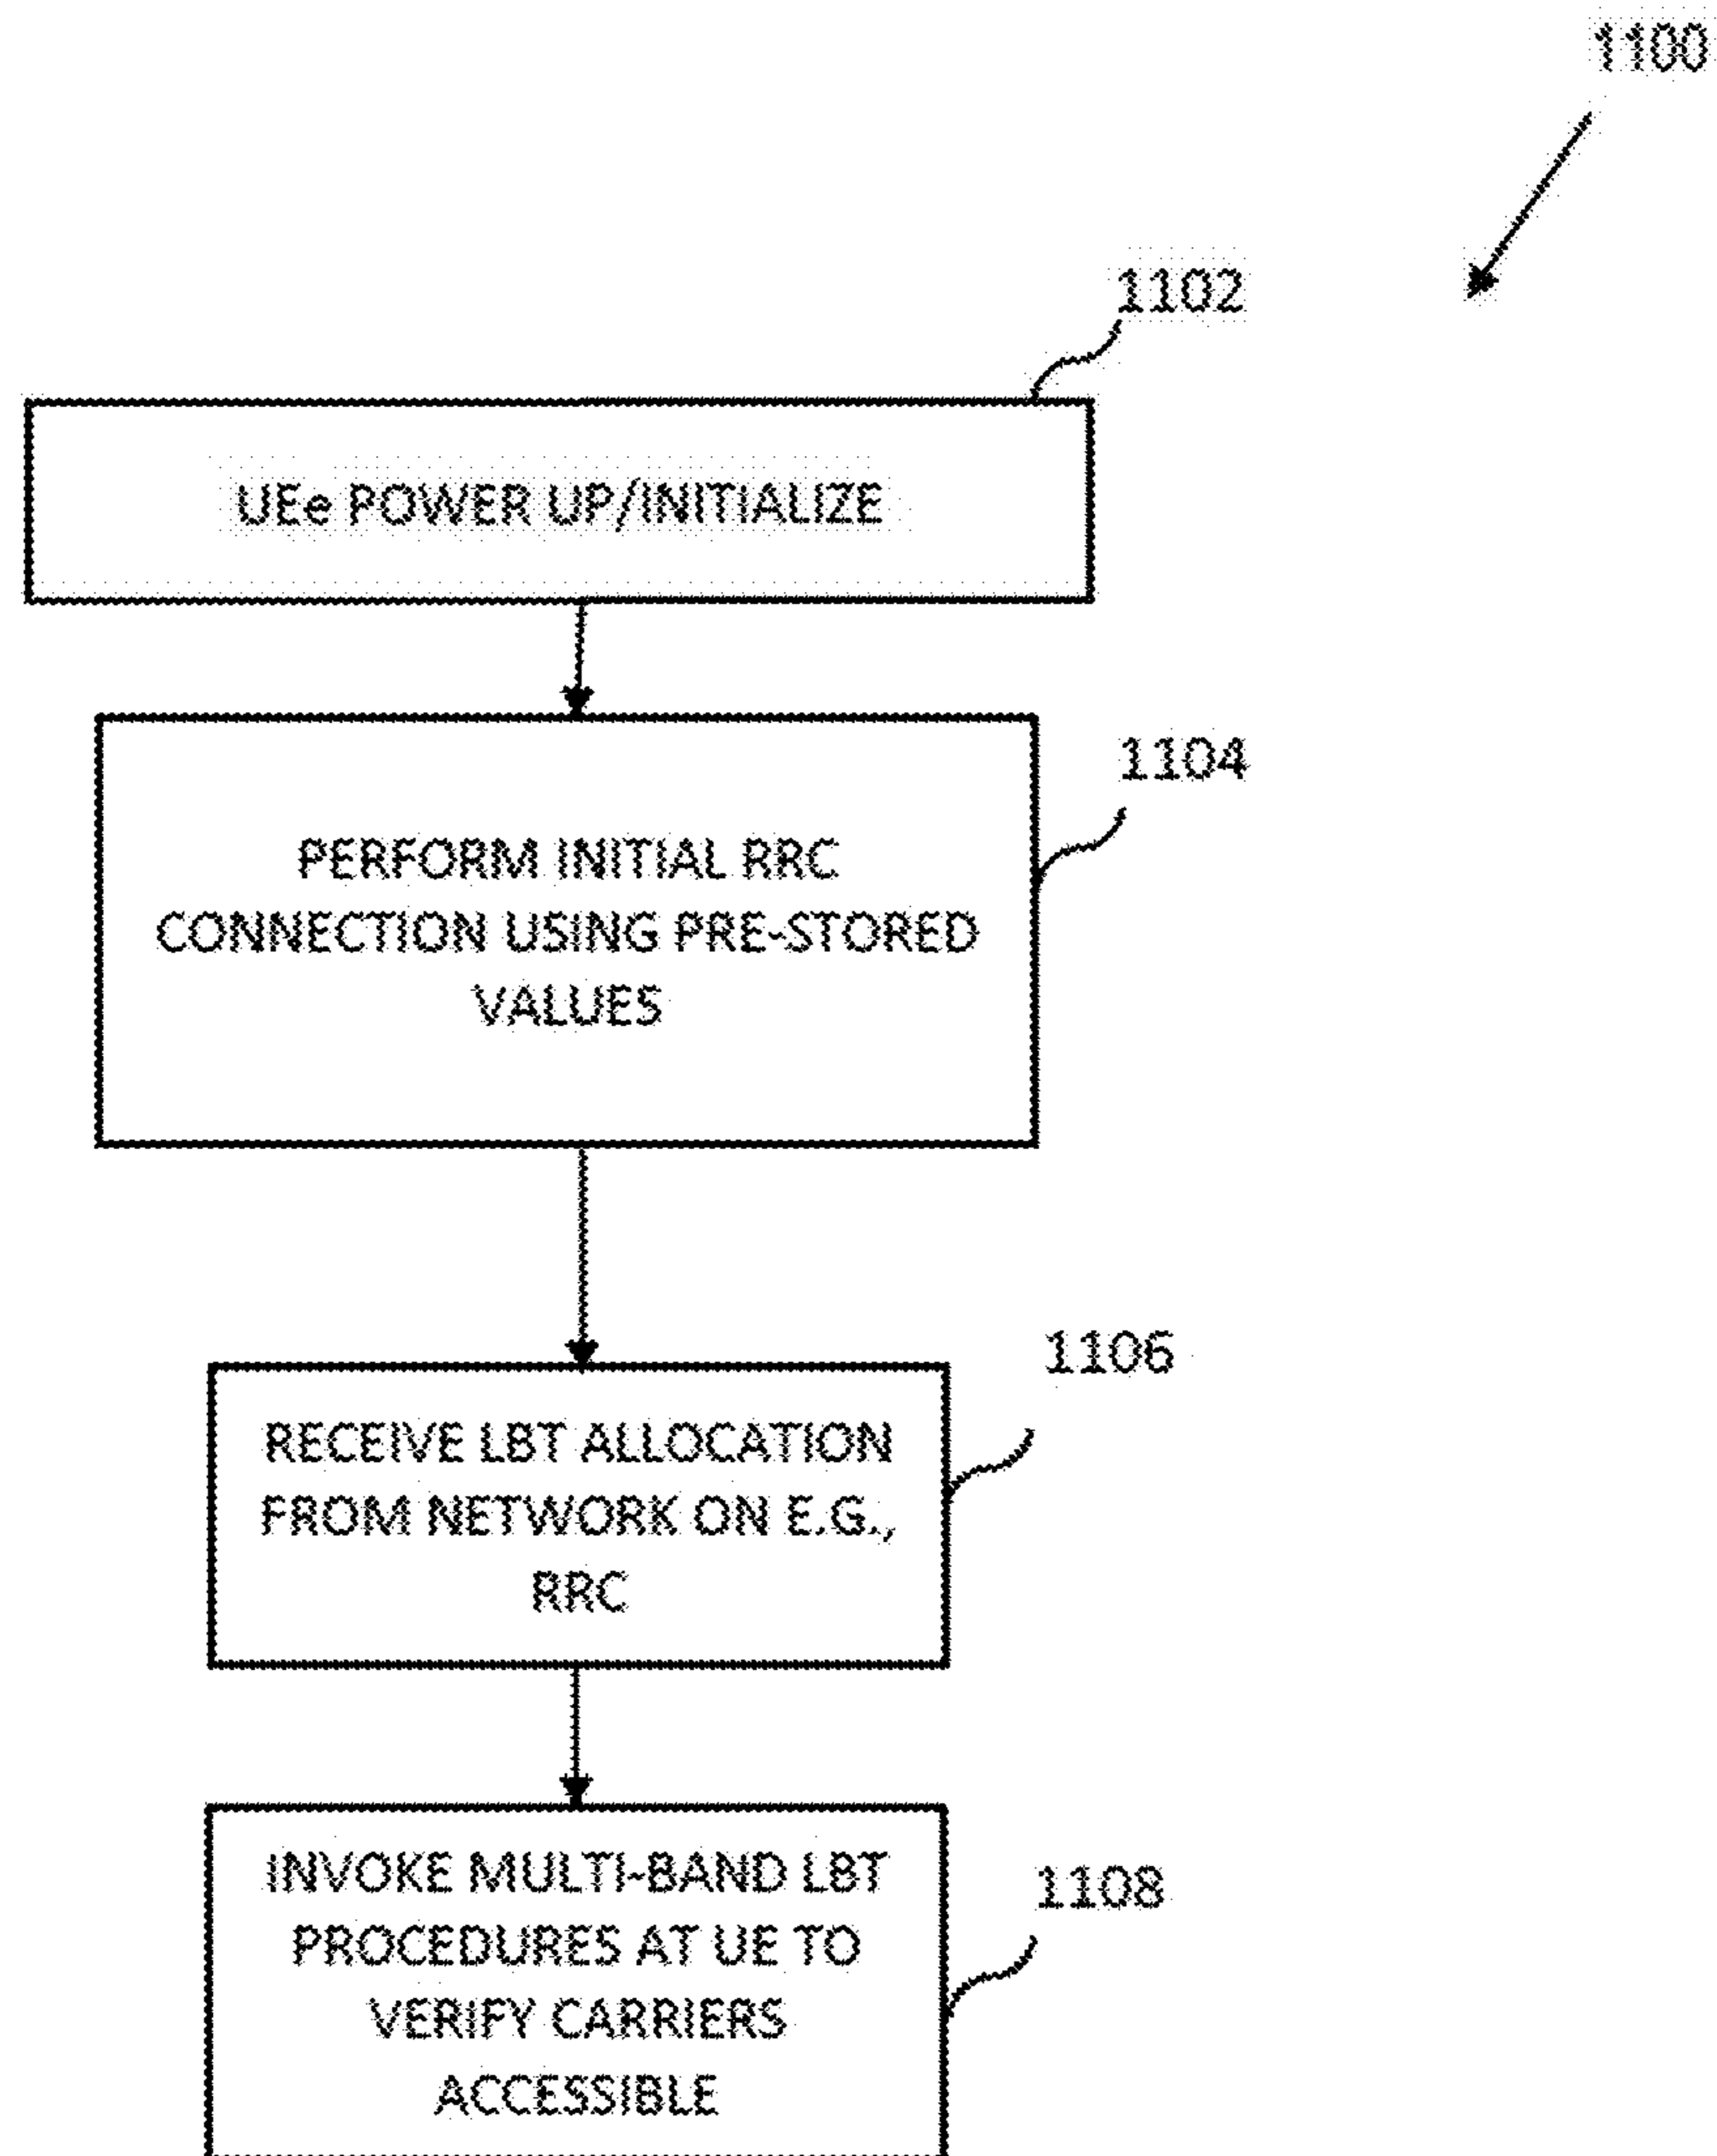 1100
1102
UEe POWER UP/INITIALIZE
1104
PERFORM INITIAL RRC
CONNECTION USING PRE-STORED
VALUES
1106
RECEIVE LBT ALLOCATION
FROM NETWORK ON E.G.,
RRC
1108
INVOKE MULTI-BAND LBT
PROCEDURES AT UE TO
VERIFY CARRIERS
ACCESSIBLE